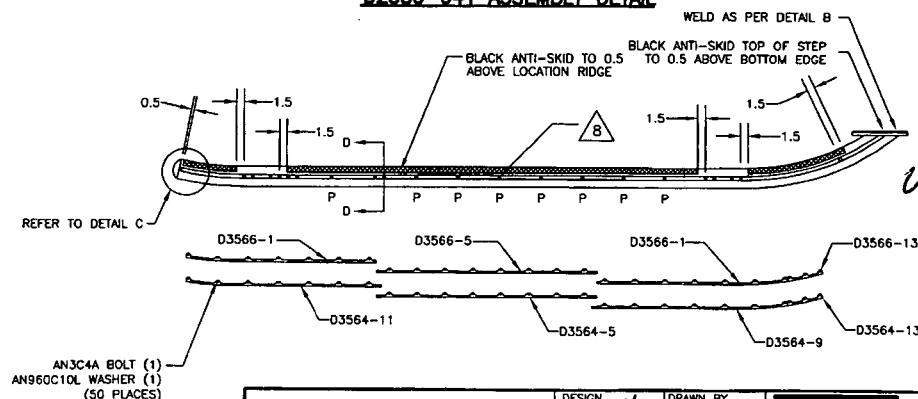 WELD AS PER DETAIL B
BLACK ANTI-SKID TO 0.5
ABOVE LOCATION RIDGE
BLACK ANTI-SKID TOP OF STEP
TO 0.5 ABOVE BOTTOM EDGE
0.5
1.5
1.5
1.5
1.5
1.5
8
D
D
P P P P P P P P
REFER TO DETAIL C
D3566-1
D3566-5
D3566-1
D3566-13
D3564-11
D3564-5
D3564-9
D3564-13
AN3C4A BOLT (1)
AN960C10L WASHER (1)
(50 PLACES)
DESIGN
DRAWN BY